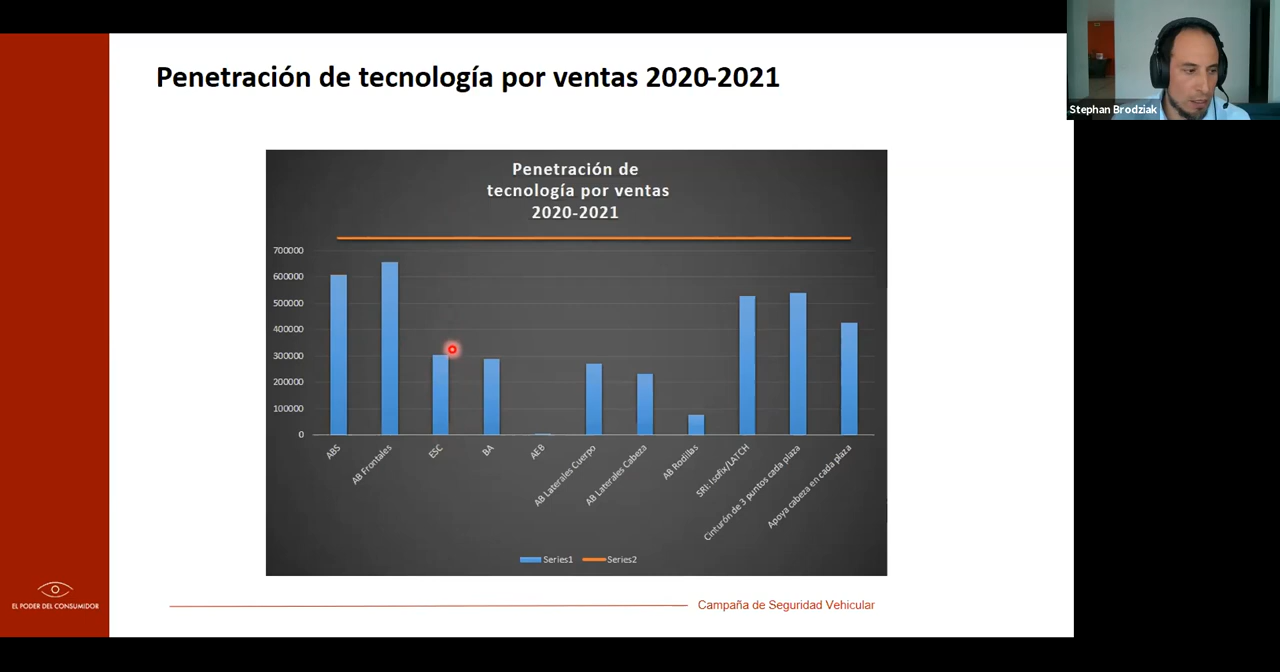 Penetración de tecnología por ventas 2020-2021
Stephan Brodziak
Penetración de
tecnología por ventas
2020-2021
700000
600000
500000
400000
300000
200000
100000
0
ABS
AB Frontales
ESC
BA
AEB
AB Laterales Cuerpo
AB Laterales Cabeza
AB Rodillas
SRI: Isofix/LATCH
Cinturón de 3 puntos cada plaza
Apoya cabeza en cada plaza
Series1
Series2
EL PODER DEL CONSUMIDOR
Campaña de Seguridad Vehicular